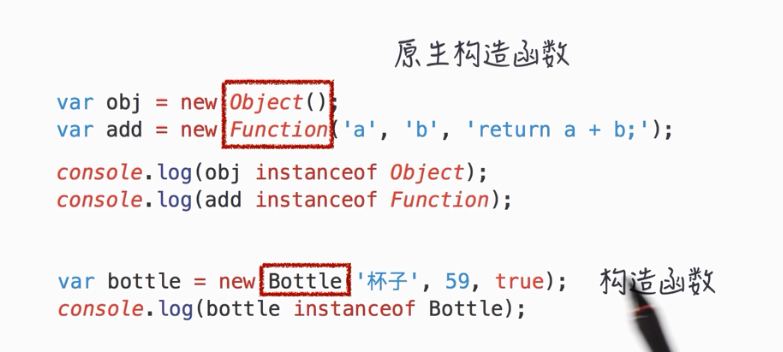 原生构造函数
var obj = new Object();
var add = new Function('a', 'b', 'return a + b;');
console.log(obj instanceof Object);
console.log(add instanceof Function);
var bottle = new Bottle('杯子', 59, true); 构造函数
console.log(bottle instanceof Bottle);